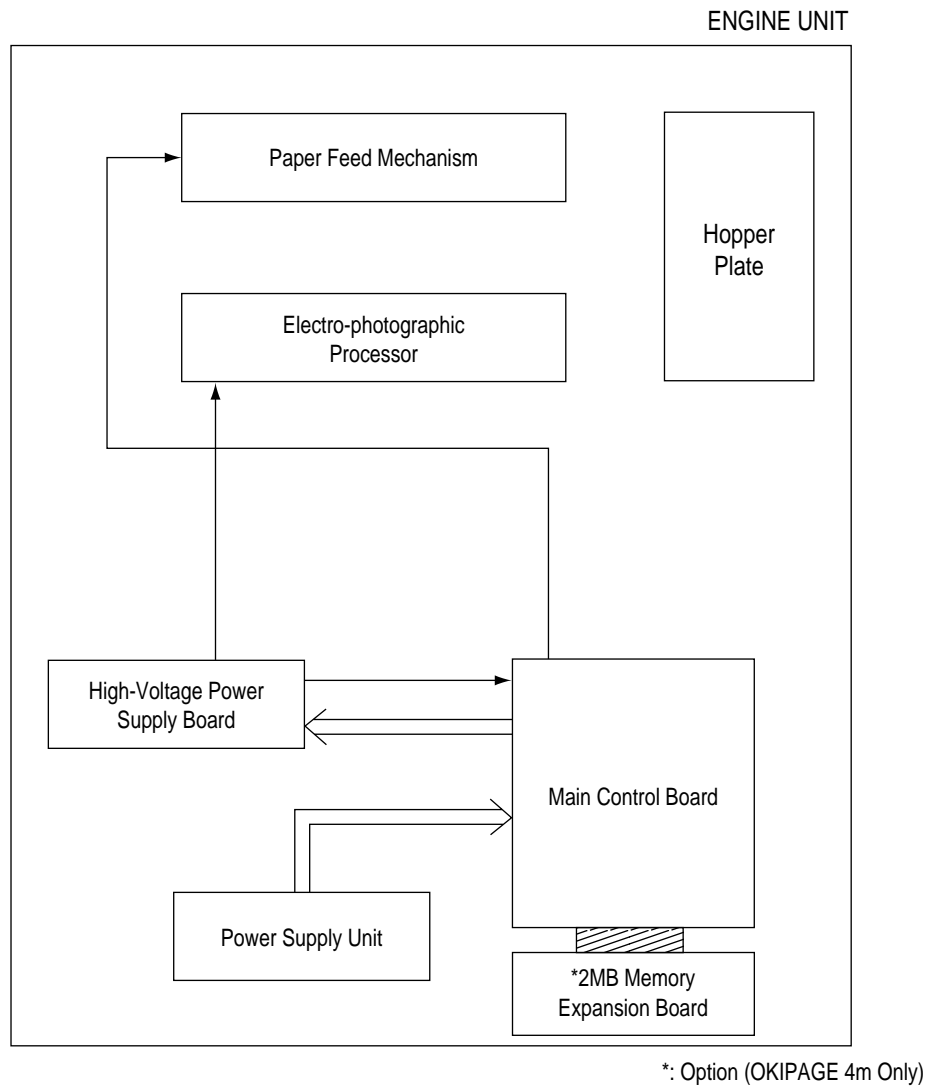 ENGINE UNIT
Paper Feed Mechanism
Hopper
Plate
Electro-photographic
Processor
High-Voltage Power
Supply Board
Main Control Board
Power Supply Unit
*2MB Memory
Expansion Board
*: Option (OKIPAGE 4m Only)